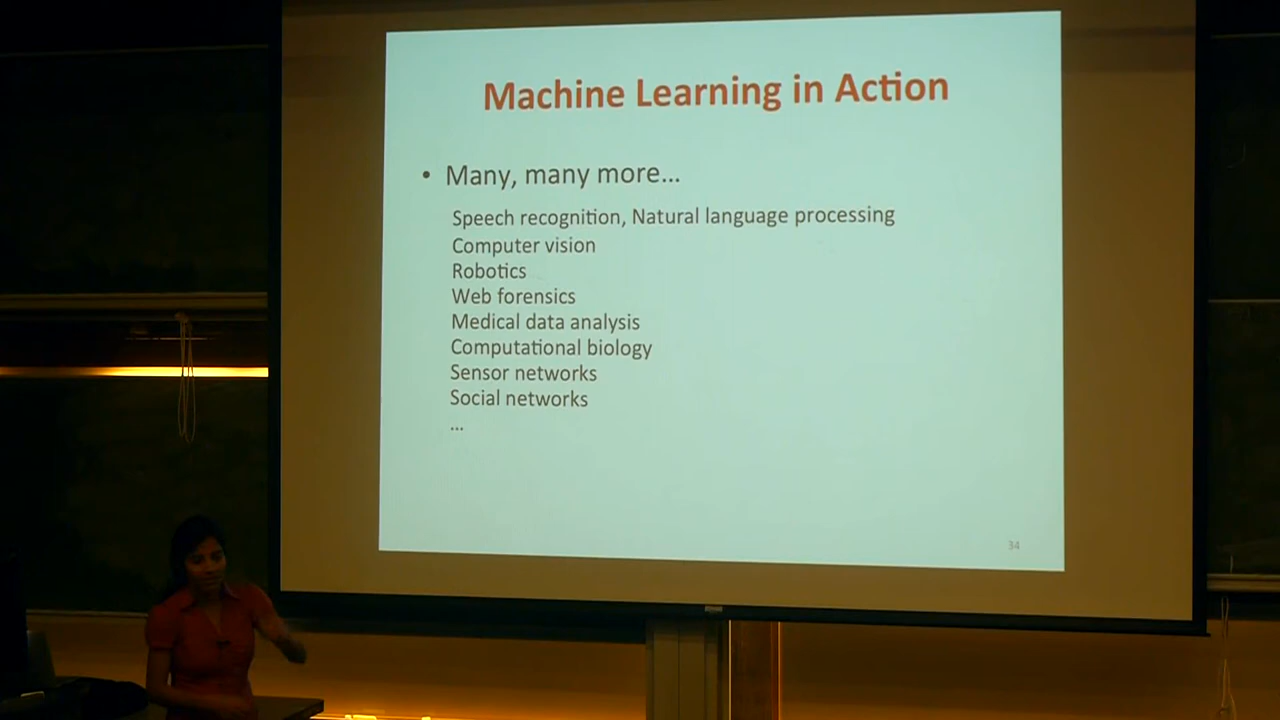 Machine Learning in Action
• Many, many more...
Speech recognition, Natural language processing
Computer vision
Robotics
Web forensics
Medical data analysis
Computational biology
Sensor networks
Social networks
...
34